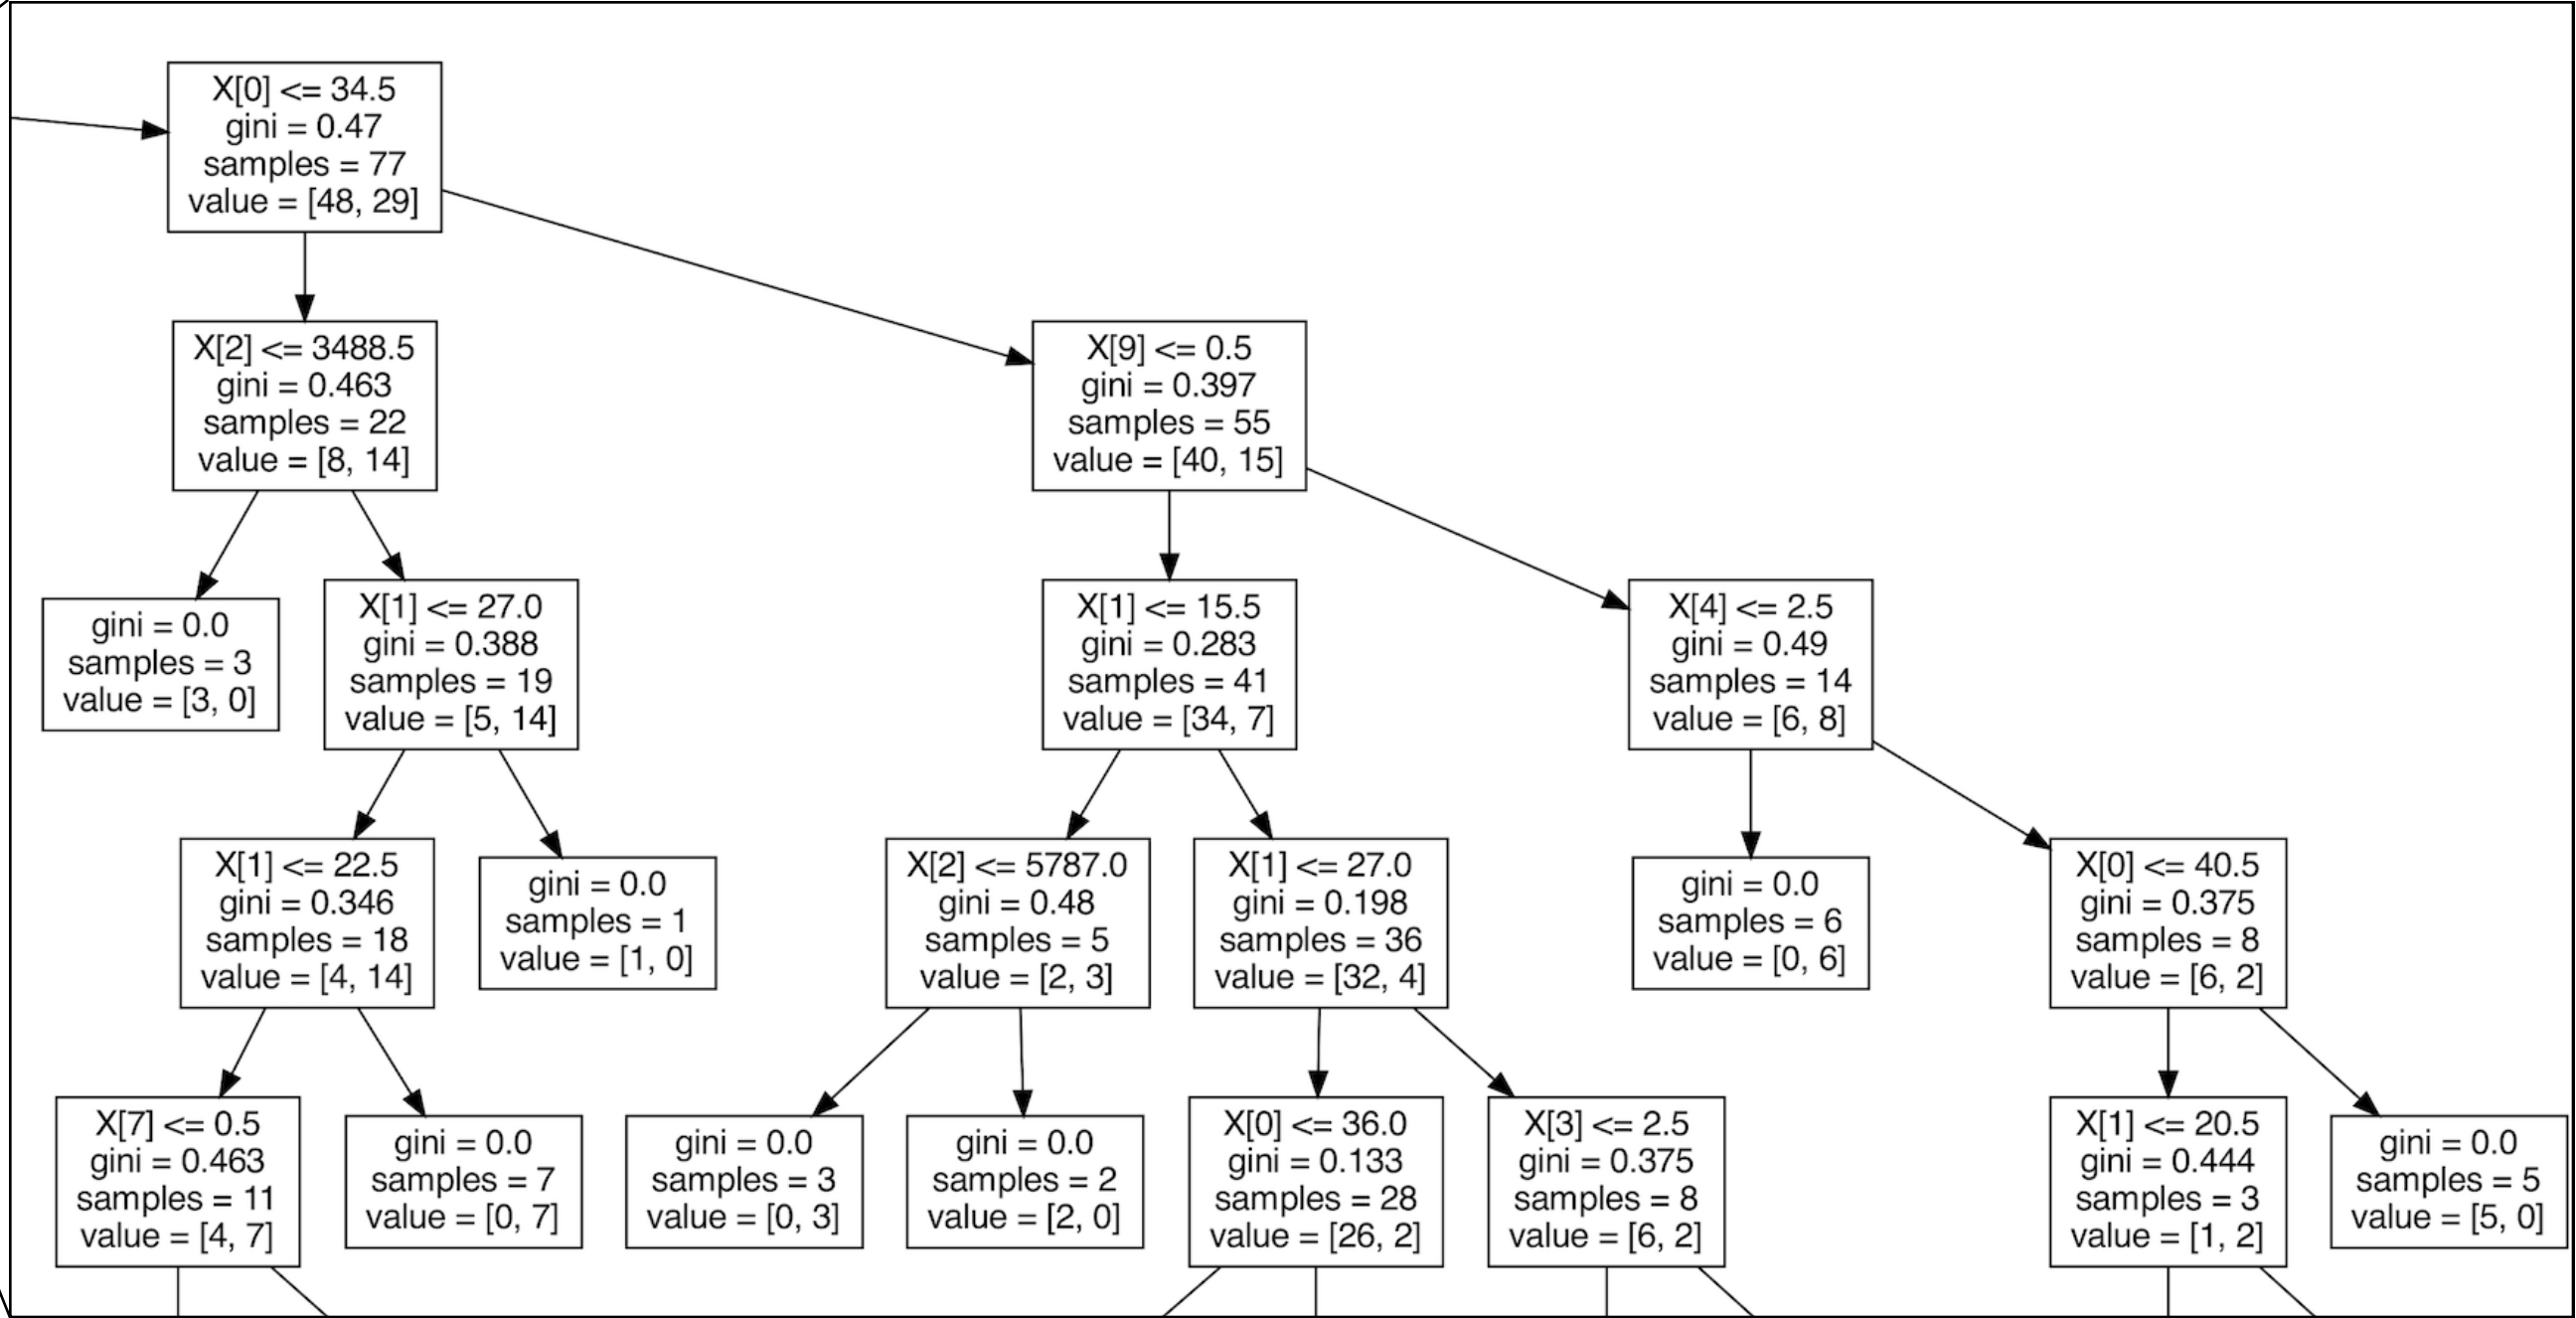 X[0] <= 34.5
gini = 0.47
samples = 77
value = [48, 29]
X[2] <= 3488.5
gini = 0.463
samples = 22
value = [8, 14]
X[9] <= 0.5
gini = 0.397
samples = 55
value = [40, 15]
gini = 0.0
samples = 3
value = [3, 0]
X[1] <= 27.0
gini = 0.388
samples = 19
value = [5, 14]
X[1] <= 15.5
gini = 0.283
samples = 41
value = [34, 7]
X[4] <= 2.5
gini = 0.49
samples = 14
value = [6, 8]
X[1] <= 22.5
gini = 0.346
samples = 18
value = [4, 14]
gini = 0.0
samples = 1
value = [1, 0]
X[2] <= 5787.0
gini = 0.48
samples = 5
value = [2, 3]
X[1] <= 27.0
gini = 0.198
samples = 36
value = [32, 4]
gini = 0.0
samples = 6
value = [0, 6]
X[0] <= 40.5
gini = 0.375
samples = 8
value = [6, 2]
X[7] <= 0.5
gini = 0.463
samples = 11
value = [4, 7]
gini = 0.0
samples = 7
value = [0, 7]
gini = 0.0
samples = 3
value = [0, 3]
gini = 0.0
samples = 2
value = [2, 0]
X[0] <= 36.0
gini = 0.133
samples = 28
value = [26, 2]
X[3] <= 2.5
gini = 0.375
samples = 8
value = [6, 2]
X[1] <= 20.5
gini = 0.444
samples = 3
value = [1, 2]
gini = 0.0
samples = 5
value = [5, 0]